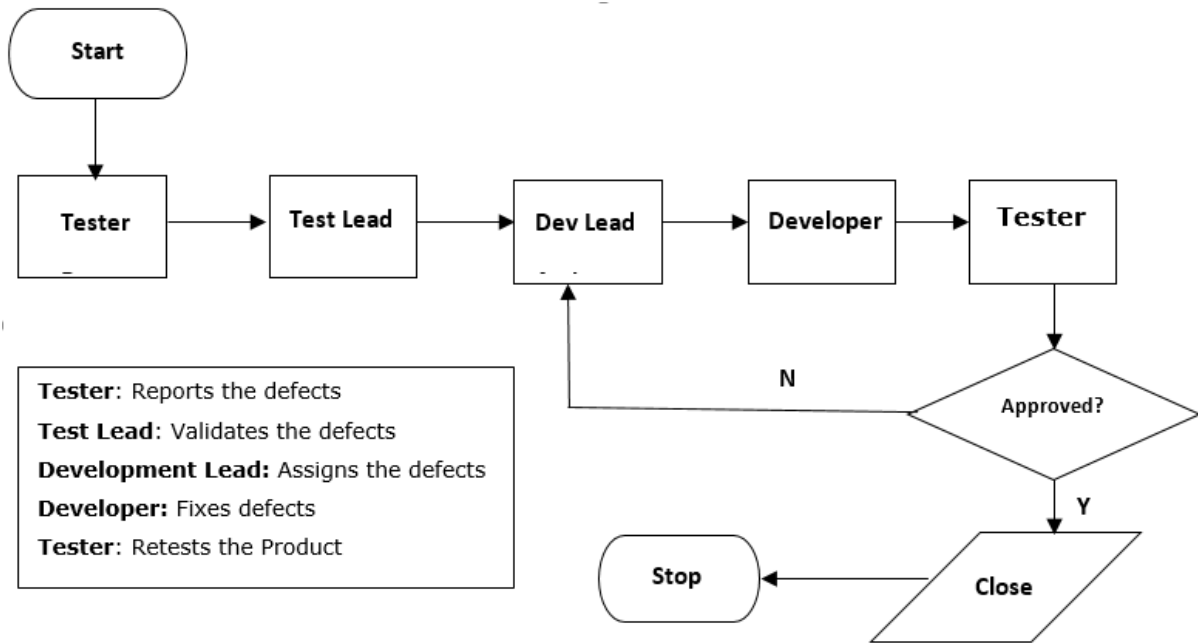 Start
Tester
Test Lead
Dev Lead
Developer
Tester
N
Approved?
Y
Tester: Reports the defects
Test Lead: Validates the defects
Development Lead: Assigns the defects
Developer: Fixes defects
Tester: Retests the Product
Stop
Close